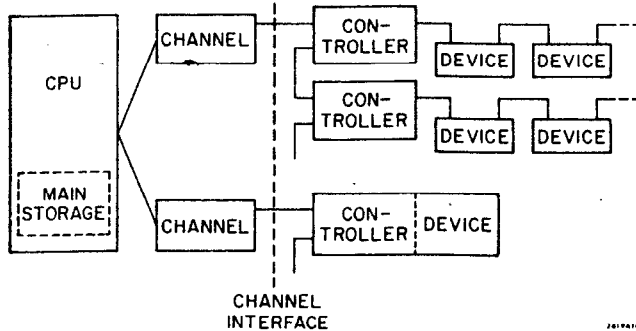 CHANNEL
CON-
TROLLER
DEVICE
DEVICE
CPU
CON-
TROLLER
DEVICE
DEVICE
MAIN
STORAGE
CHANNEL
CON-
TROLLER
DEVICE
CHANNEL
INTERFACE